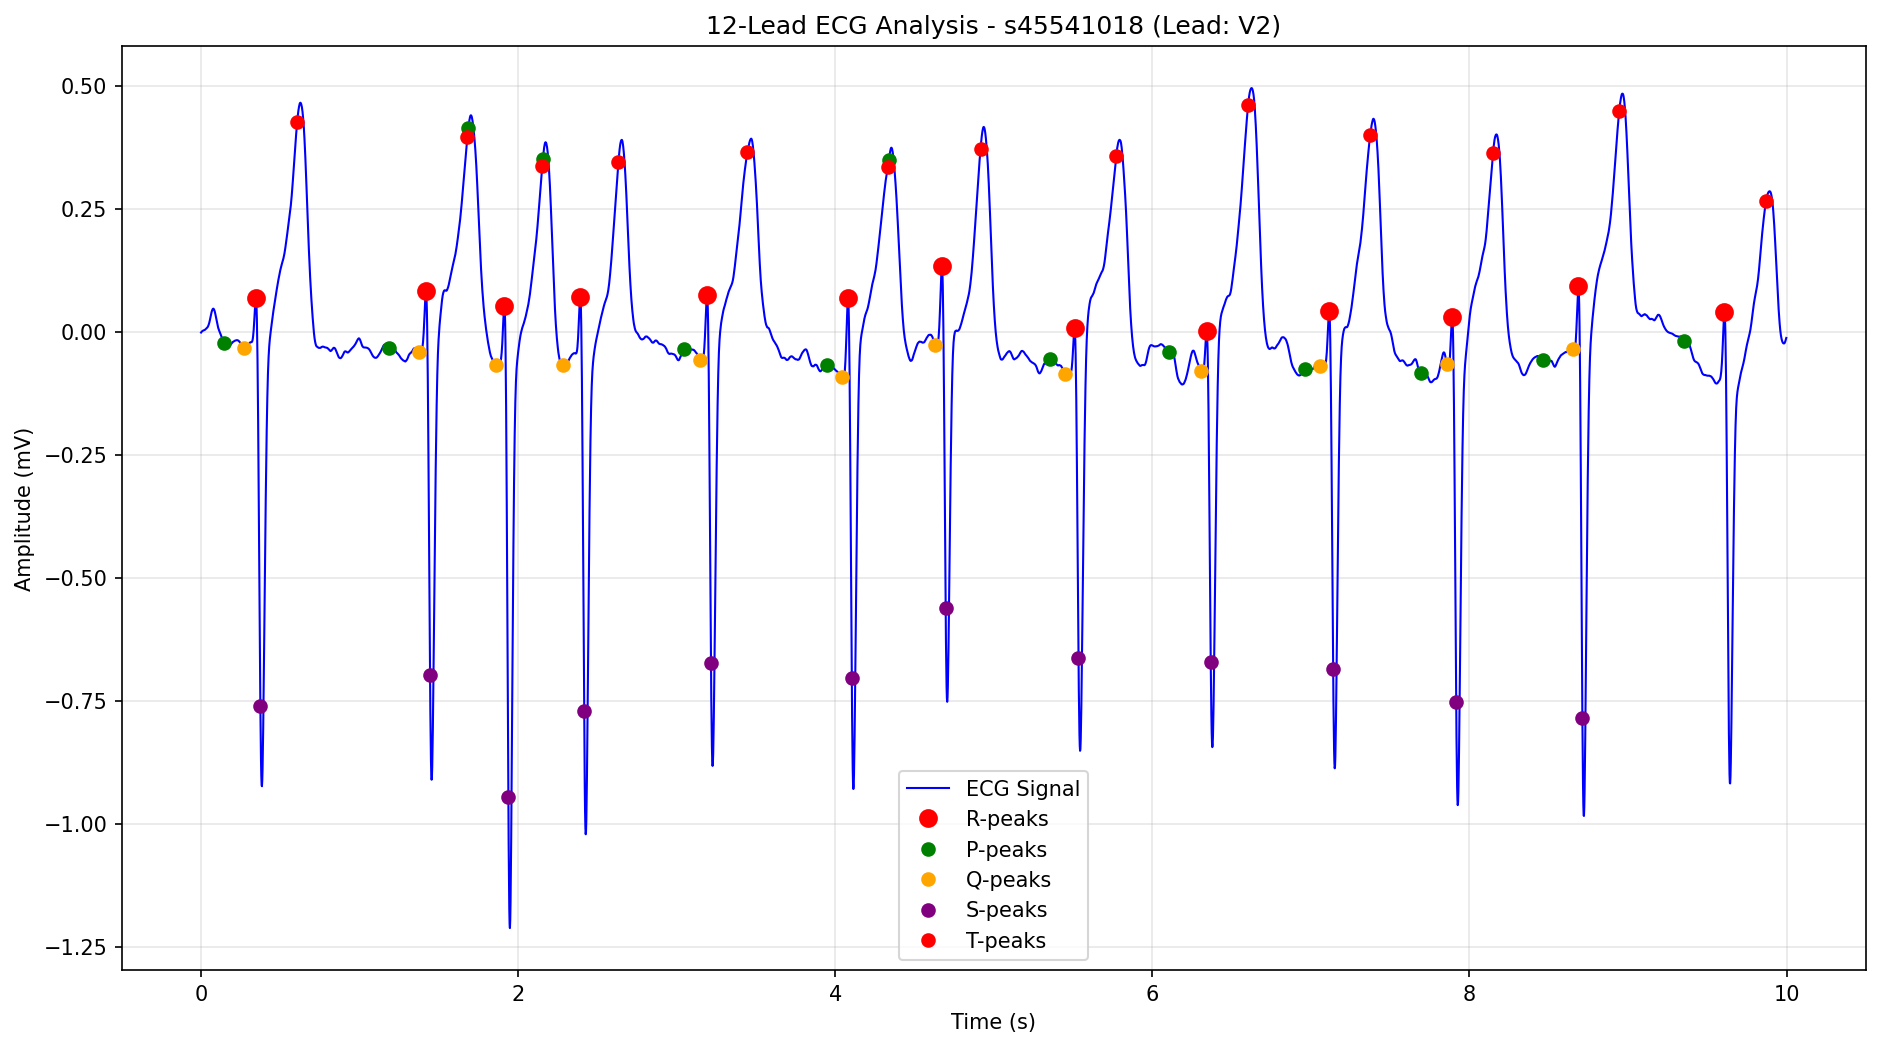 12-Lead ECG Analysis - s45541018 (Lead: V2)
0.50
0.25
0.00
−0.25
−0.50
−0.75
−1.00
−1.25
Amplitude (mV)
ECG Signal
R-peaks
P-peaks
Q-peaks
S-peaks
T-peaks
0 2 4 6 8 10
Time (s)